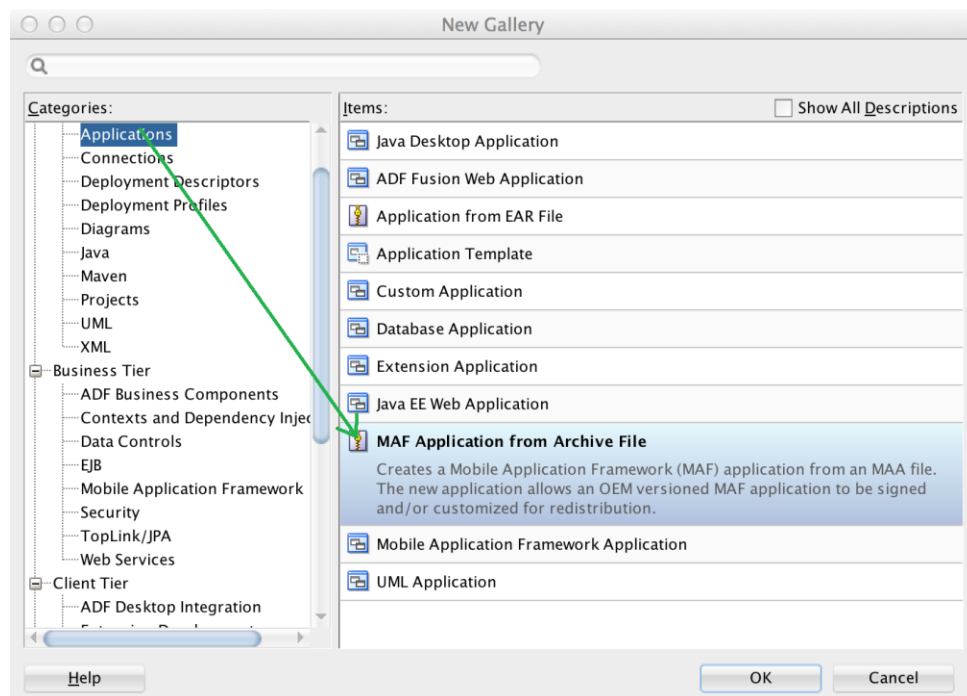 New Gallery
Categories:
Applications
Connections
Deployment Descriptors
Deployment Profiles
Diagrams
Java
Maven
Projects
UML
XML
Business Tier
ADF Business Components
Contexts and Dependency Injec
Data Controls
EJB
Mobile Application Framework
Security
TopLink/JPA
Web Services
Client Tier
ADF Desktop Integration
Items:
Show All Descriptions
Java Desktop Application
ADF Fusion Web Application
Application from EAR File
Application Template
Custom Application
Database Application
Extension Application
Java EE Web Application
MAF Application from Archive File
Creates a Mobile Application Framework (MAF) application from an MAA file.
The new application allows an OEM versioned MAF application to be signed
and/or customized for redistribution.
Mobile Application Framework Application
UML Application
Help
OK
Cancel